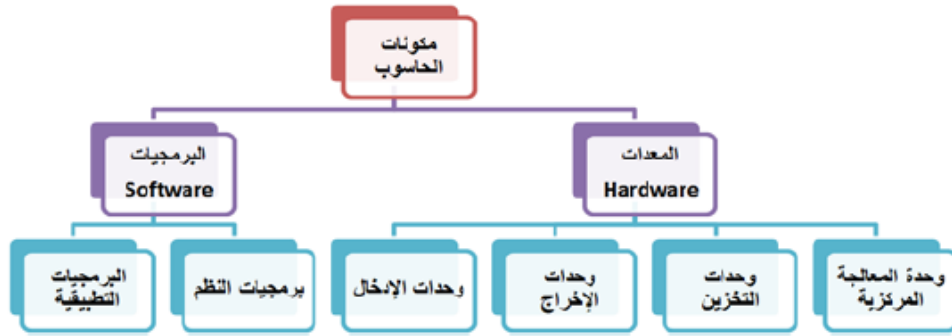 مكونات
الحاسوب
المعدات
Hardware
البرمجيات
Software
وحدة المعالجة
المركزية
وحدات
التخزين
وحدات
الإخراج
وحدات الإدخال
برمجيات النظم
البرمجيات
التطبيقية